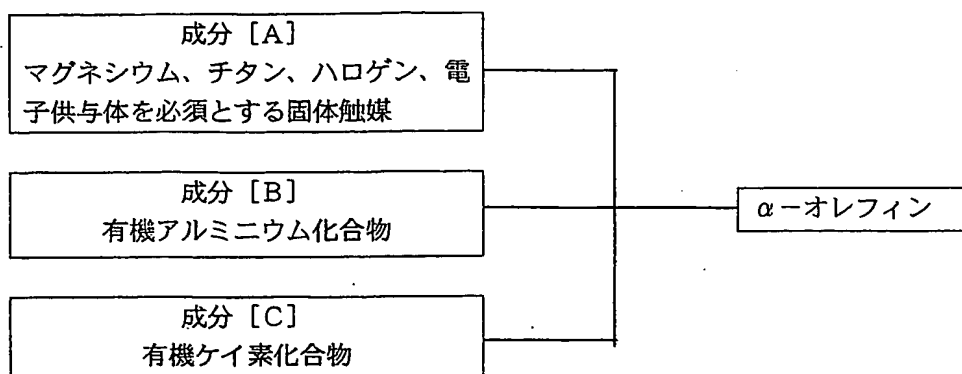 成分 [A]
マグネシウム、チタン、ハロゲン、電
子供与体を必須とする固体触媒
成分 [B]
有機アルミニウム化合物
α－オレフィン
成分 [C]
有機ケイ素化合物